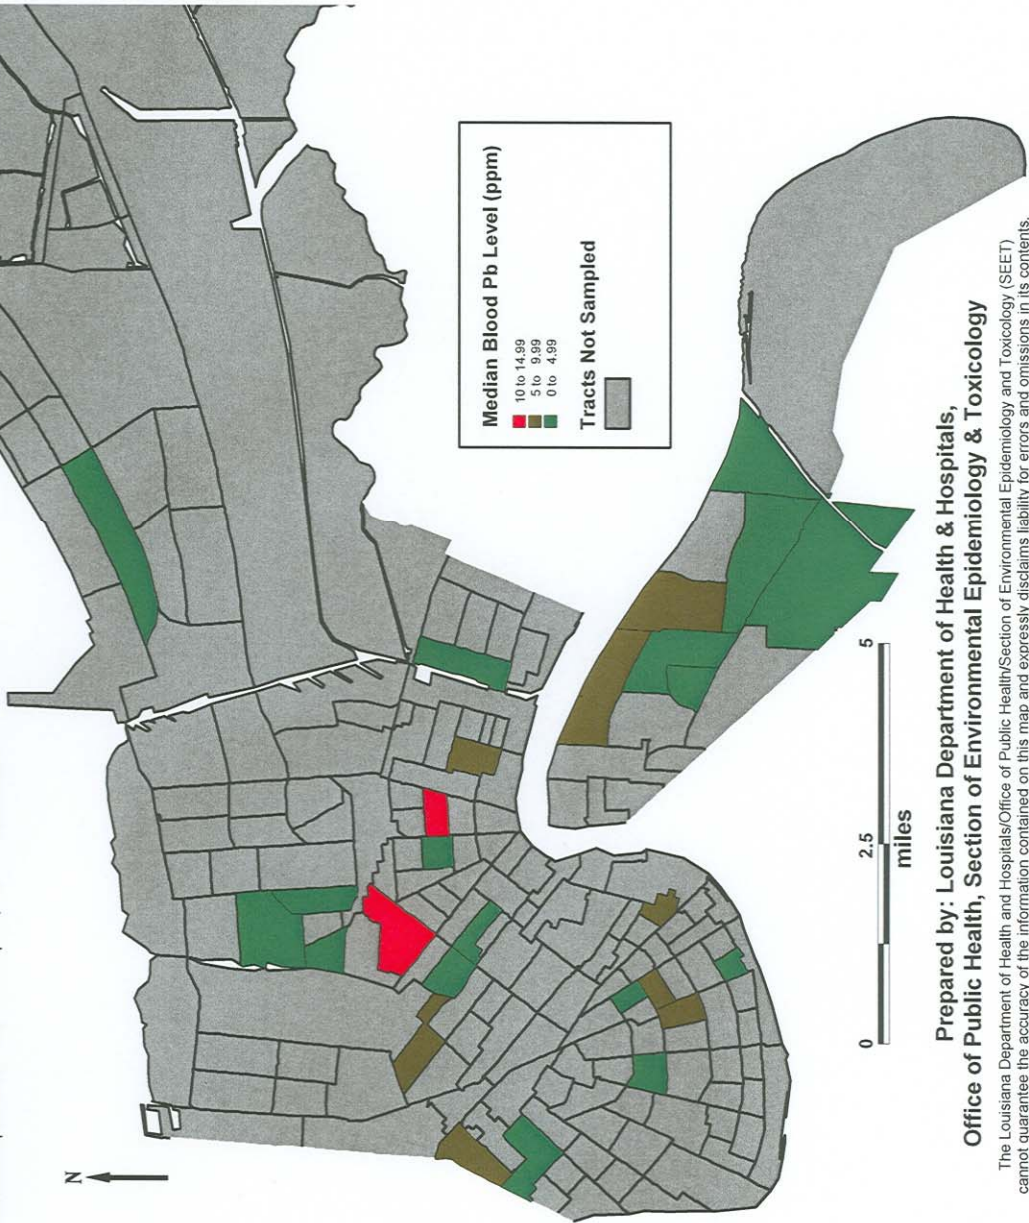 N
Median Blood Pb Level (ppm)
10 to 14.99
5 to 9.99
0 to 4.99
Tracts Not Sampled
0 2.5 5
miles
Prepared by: Louisiana Department of Health & Hospitals,
Office of Public Health, Section of Environmental Epidemiology & Toxicology
The Louisiana Department of Health and Hospitals/Office of Public Health/Section of Environmental Epidemiology and Toxicology (SEET)
cannot guarantee the accuracy of the information contained on this map and expressly disclaims liability for errors and omissions in its contents.